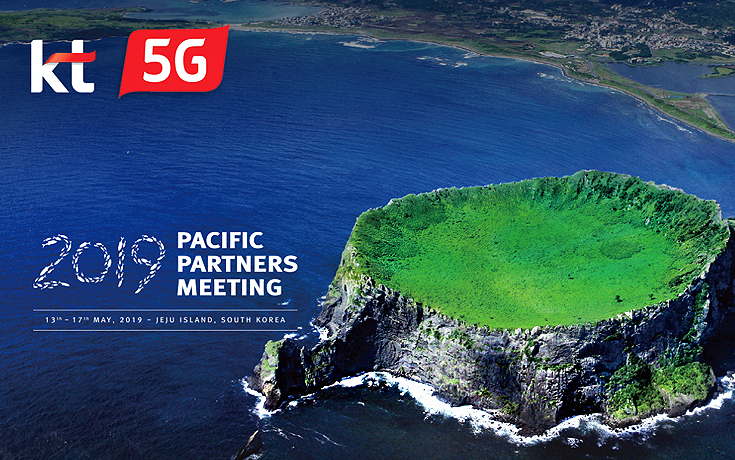 kt 5G
2019 PACIFIC
PARTNERS
MEETING
13th – 17th MAY, 2019 – JEJU ISLAND, SOUTH KOREA